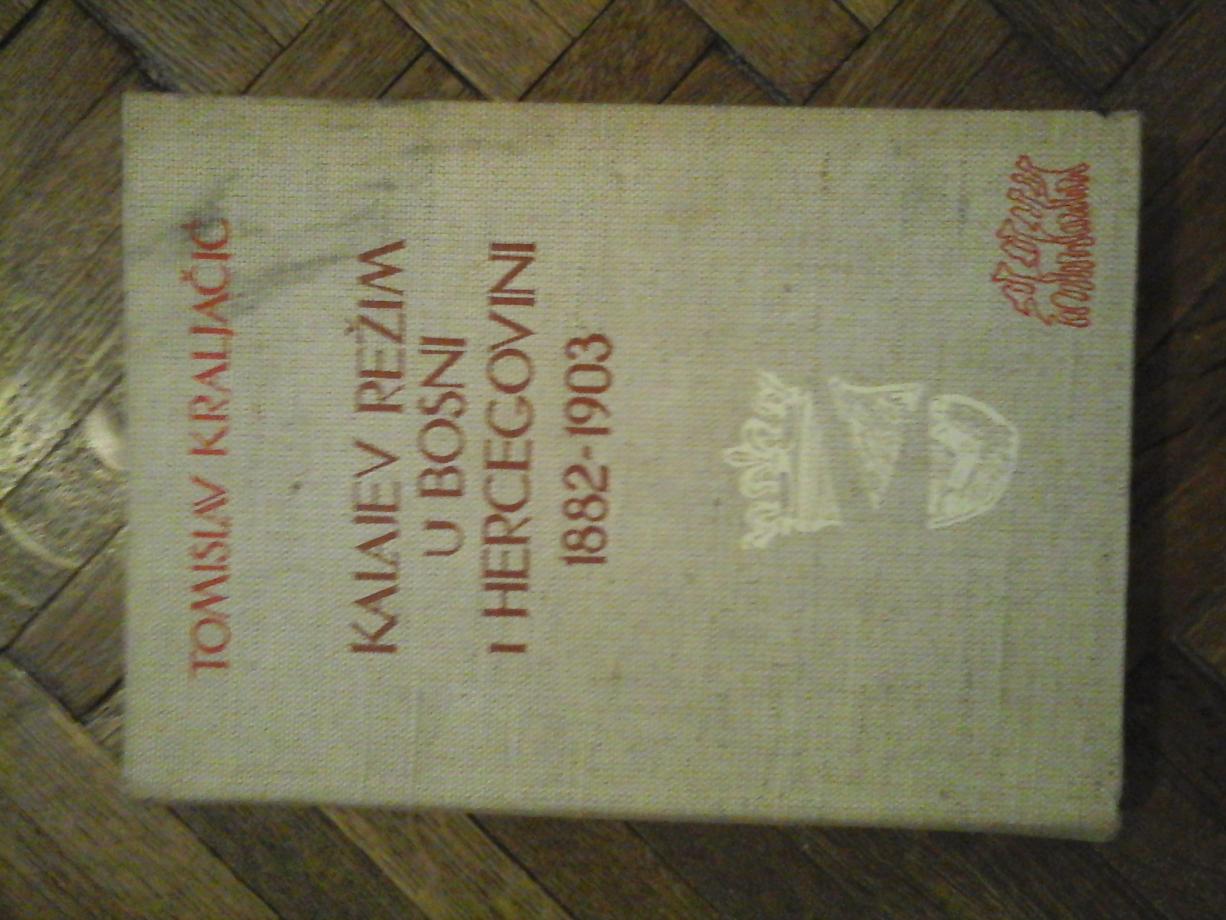 TOMISLAV KRALJAČIĆ
KALAJEV REŽIM
U BOSNI
I HERCEGOVINI
1882-1903